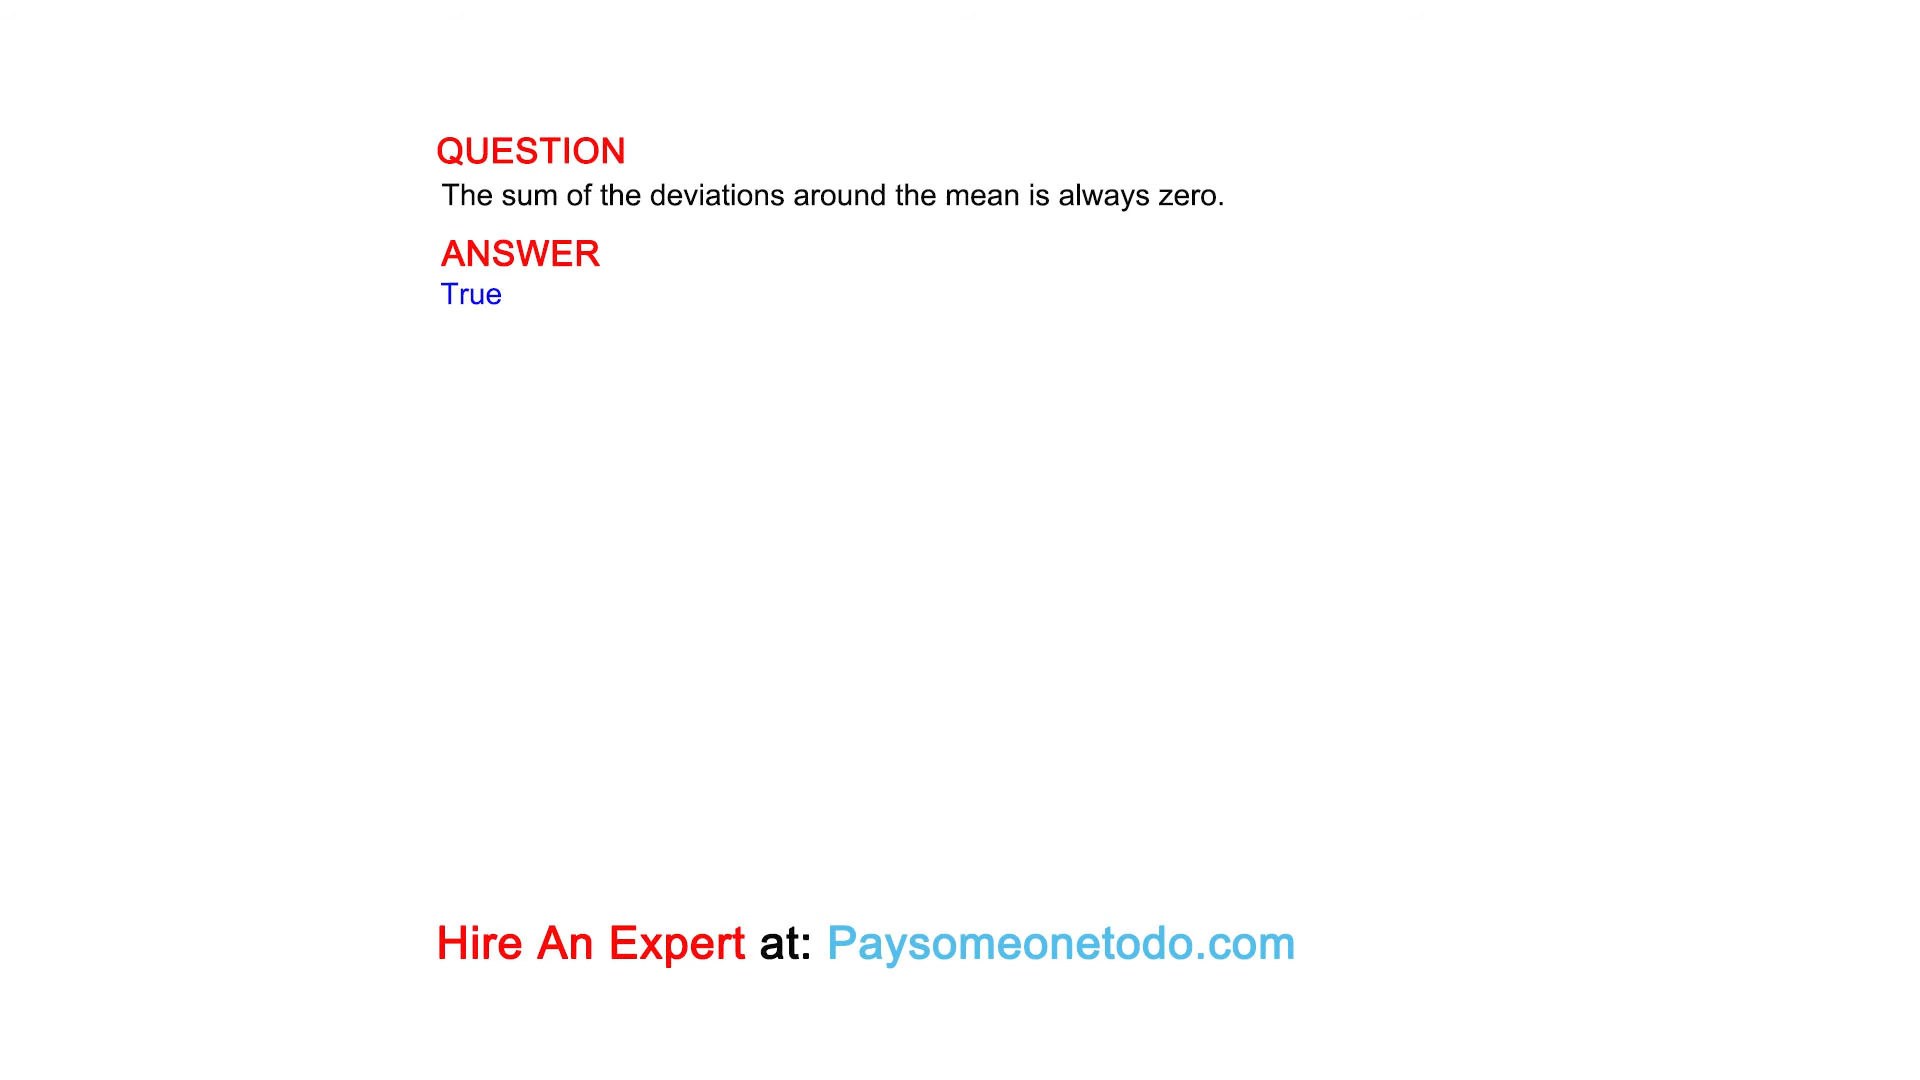 QUESTION
The sum of the deviations around the mean is always zero.
ANSWER
True
Hire An Expert at: Paysomeonetodo.com